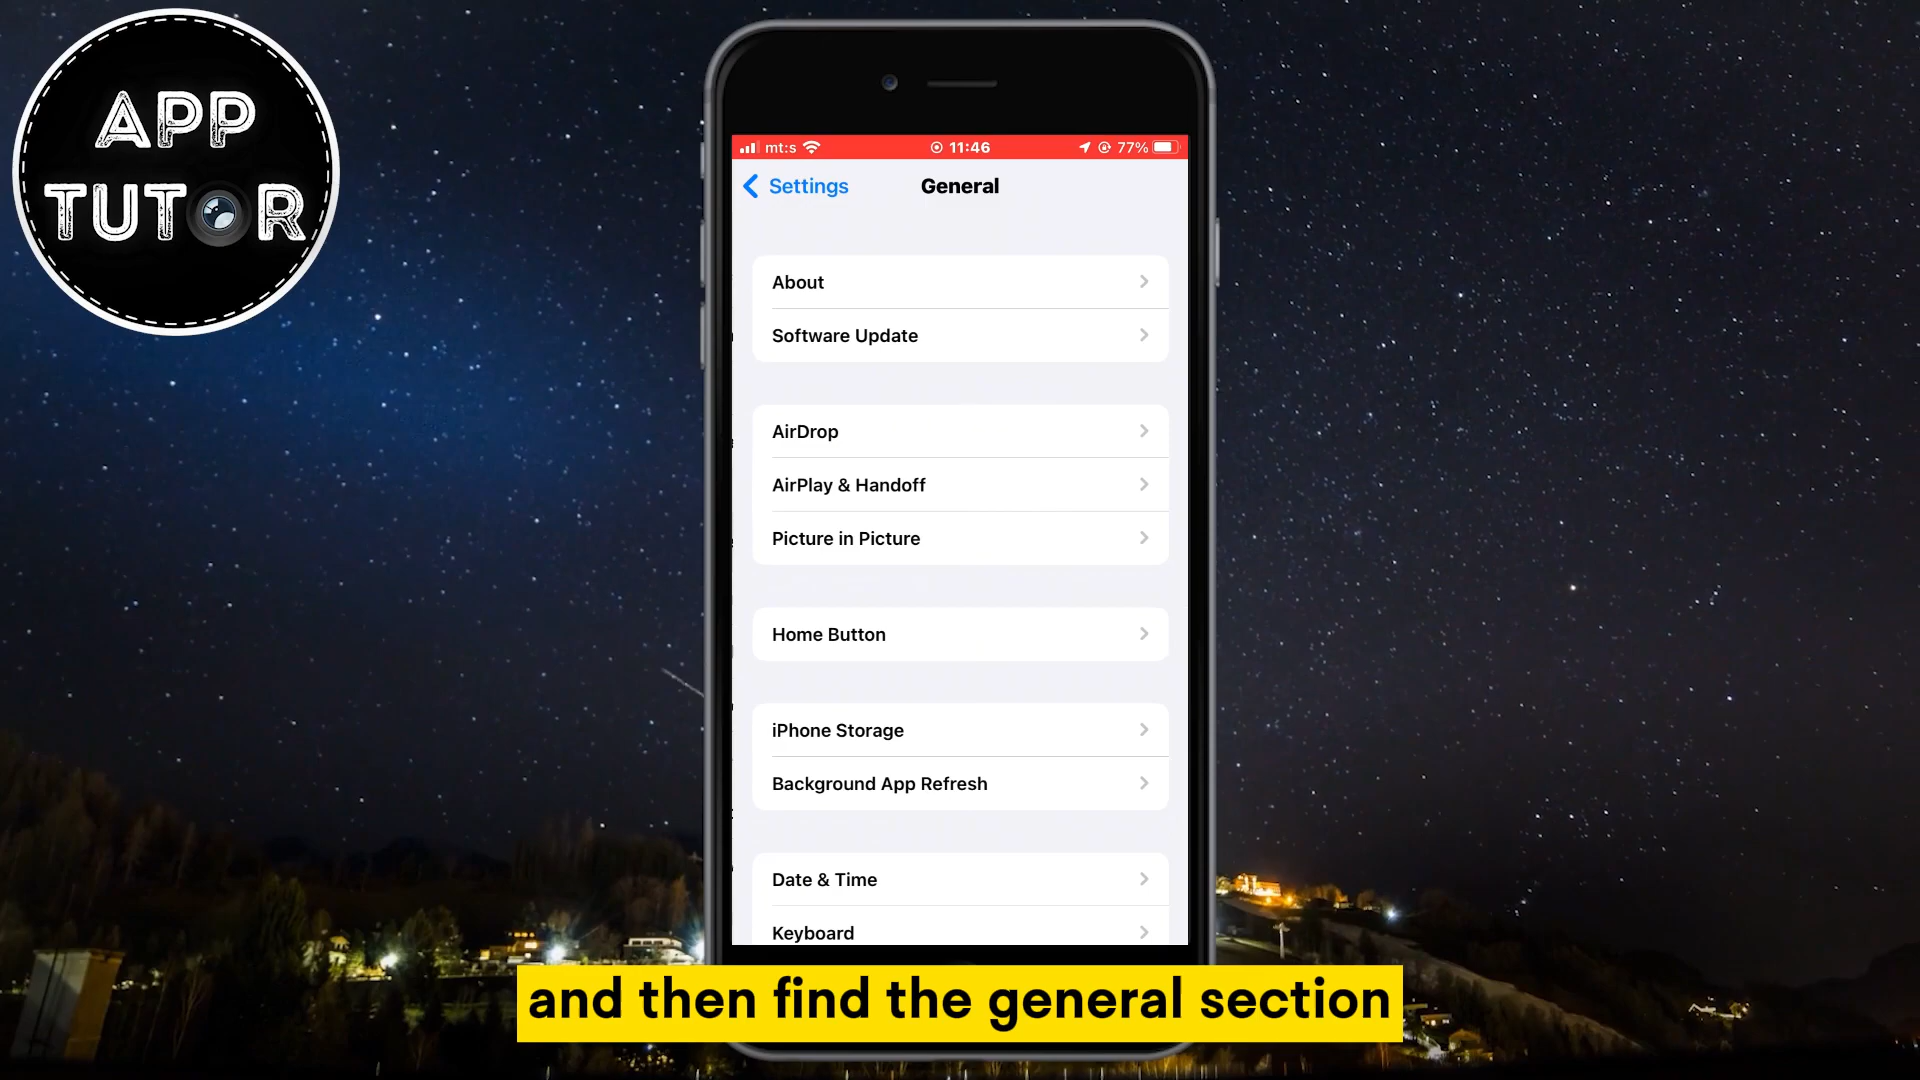 APP
TUTOR
mt:s 11:46 77%
Settings General
About
Software Update
AirDrop
AirPlay & Handoff
Picture in Picture
Home Button
iPhone Storage
Background App Refresh
Date & Time
Keyboard
and then find the general section